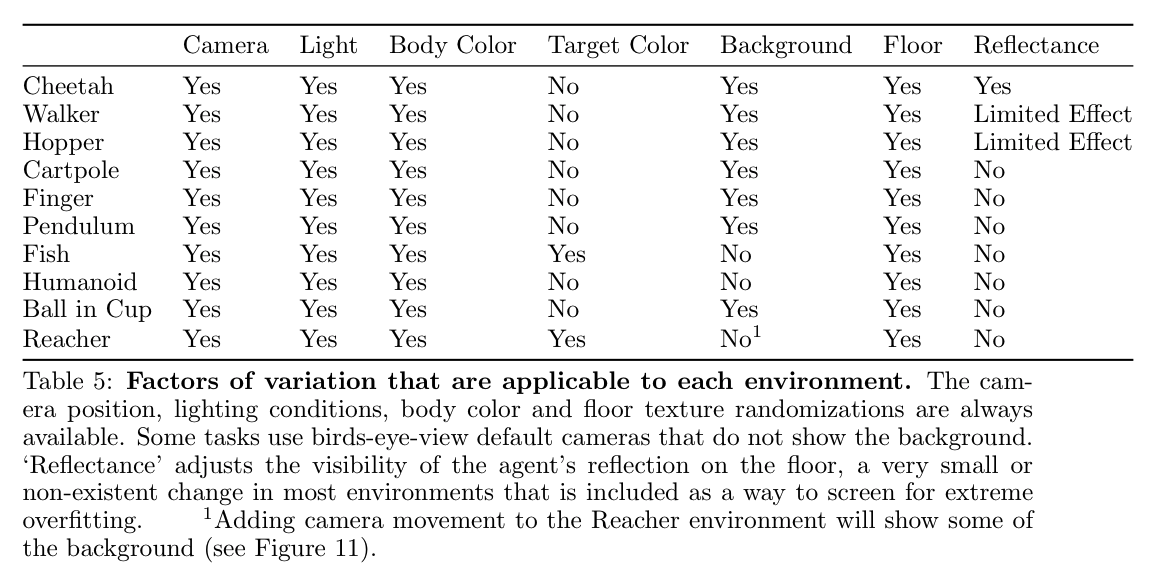 Camera Light Body Color Target Color Background Floor Reflectance
Cheetah Yes Yes Yes No Yes Yes Yes
Walker Yes Yes Yes No Yes Yes Limited Effect
Hopper Yes Yes Yes No Yes Yes Limited Effect
Cartpole Yes Yes Yes No Yes Yes No
Finger Yes Yes Yes No Yes Yes No
Pendulum Yes Yes Yes No Yes Yes No
Fish Yes Yes Yes Yes No Yes No
Humanoid Yes Yes Yes No No Yes No
Ball in Cup Yes Yes Yes No Yes Yes No
Reacher Yes Yes Yes Yes No¹ Yes No
Table 5: Factors of variation that are applicable to each environment. The cam-
era position, lighting conditions, body color and floor texture randomizations are always
available. Some tasks use birds-eye-view default cameras that do not show the background.
‘Reflectance’ adjusts the visibility of the agent’s reflection on the floor, a very small or
non-existent change in most environments that is included as a way to screen for extreme
overfitting. ¹Adding camera movement to the Reacher environment will show some of
the background (see Figure 11).